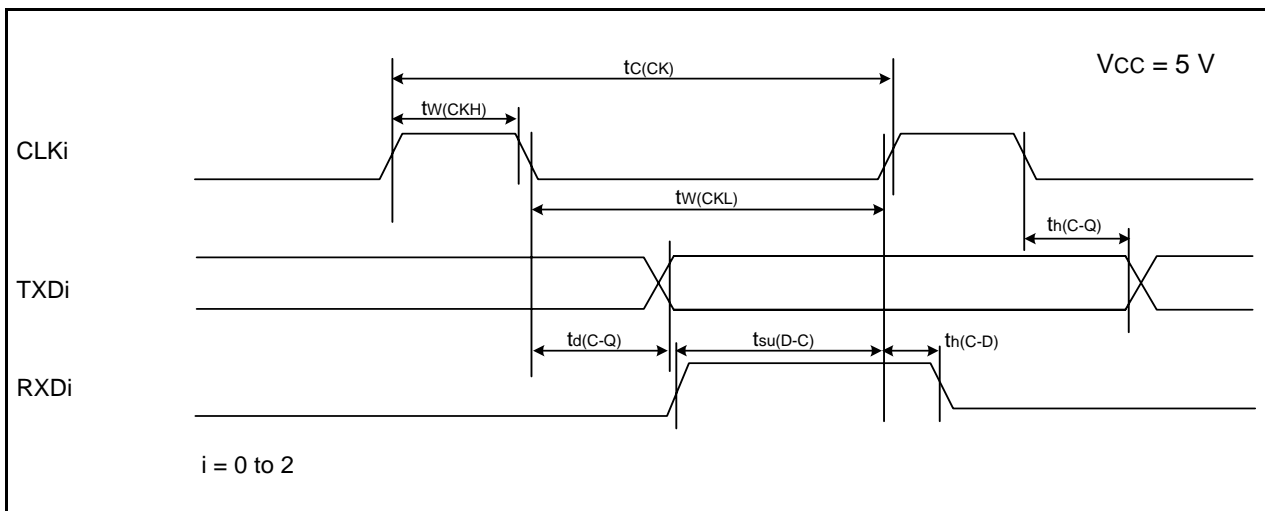 VCC = 5 V
tC(CK)
tW(CKH)
CLKi
tW(CKL)
th(C-Q)
TXDi
td(C-Q)
tsu(D-C)
th(C-D)
RXDi
i = 0 to 2